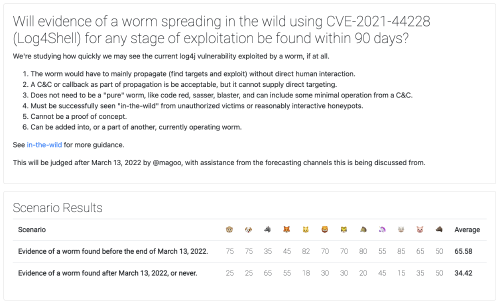 Will evidence of a worm spreading in the wild using CVE-2021-44228
(Log4Shell) for any stage of exploitation be found within 90 days?
We're studying how quickly we may see the current log4j vulnerability exploited by a worm, if at all.
1. The worm would have to mainly propagate (find targets and exploit) without direct human interaction.
2. A C&C or callback as part of propagation is acceptable, but it cannot supply direct targeting.
3. Does not need to be a "pure" worm, like code red, sasser, blaster, and can include some minimal operation from a C&C.
4. Must be successfully seen "in-the-wild" from unauthorized victims or reasonably interactive honeypots.
5. Cannot be a proof of concept.
6. Can be added into, or a part of another, currently operating worm.
See in-the-wild for more guidance.
This will be judged after March 13, 2022 by @magoo, with assistance from the forecasting channels this is being discussed from.
Scenario Results
Scenario Average
Evidence of a worm found before the end of March 13, 2022. 75 75 35 45 82 70 70 80 55 85 65 50 65.58
Evidence of a worm found after March 13, 2022, or never. 25 25 65 55 18 30 30 20 45 15 35 50 34.42